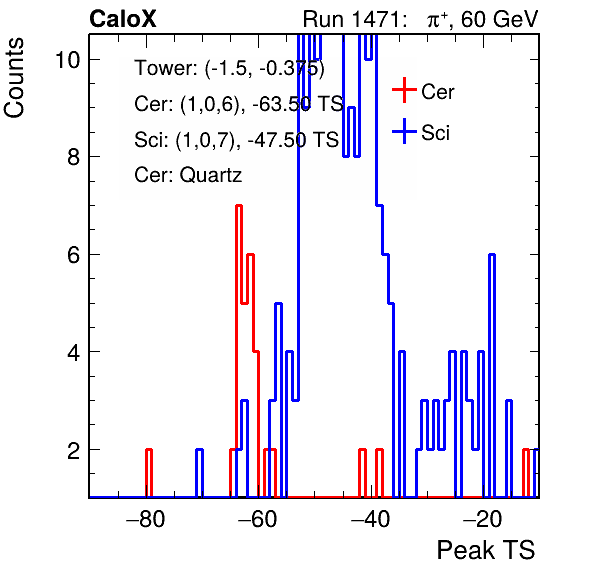 CaloX Run 1471: π⁺, 60 GeV
Counts
10
8
6
4
2
Tower: (-1.5, -0.375)
Cer: (1,0,6), -63.50 TS
Sci: (1,0,7), -47.50 TS
Cer: Quartz
Cer
Sci
−80 −60 −40 −20
Peak TS